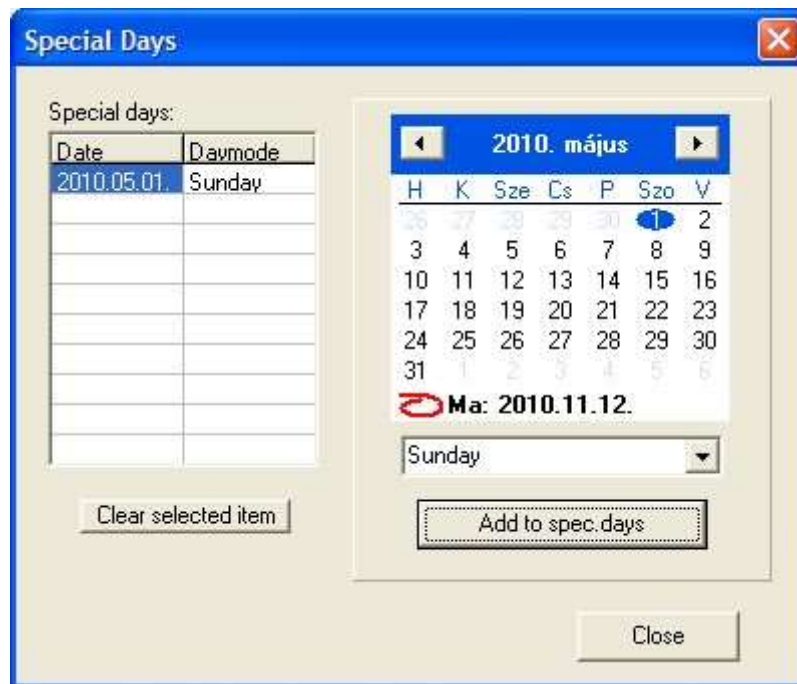 Special Days
Special days:
Date Daymode
2010.05.01. Sunday
Clear selected item
2010. május
H K Sze Cs P Szo V
26 27 28 29 30 1 2
3 4 5 6 7 8 9
10 11 12 13 14 15 16
17 18 19 20 21 22 23
24 25 26 27 28 29 30
31 1 2 3 4 5 6
Ma: 2010.11.12.
Sunday
Add to spec.days
Close